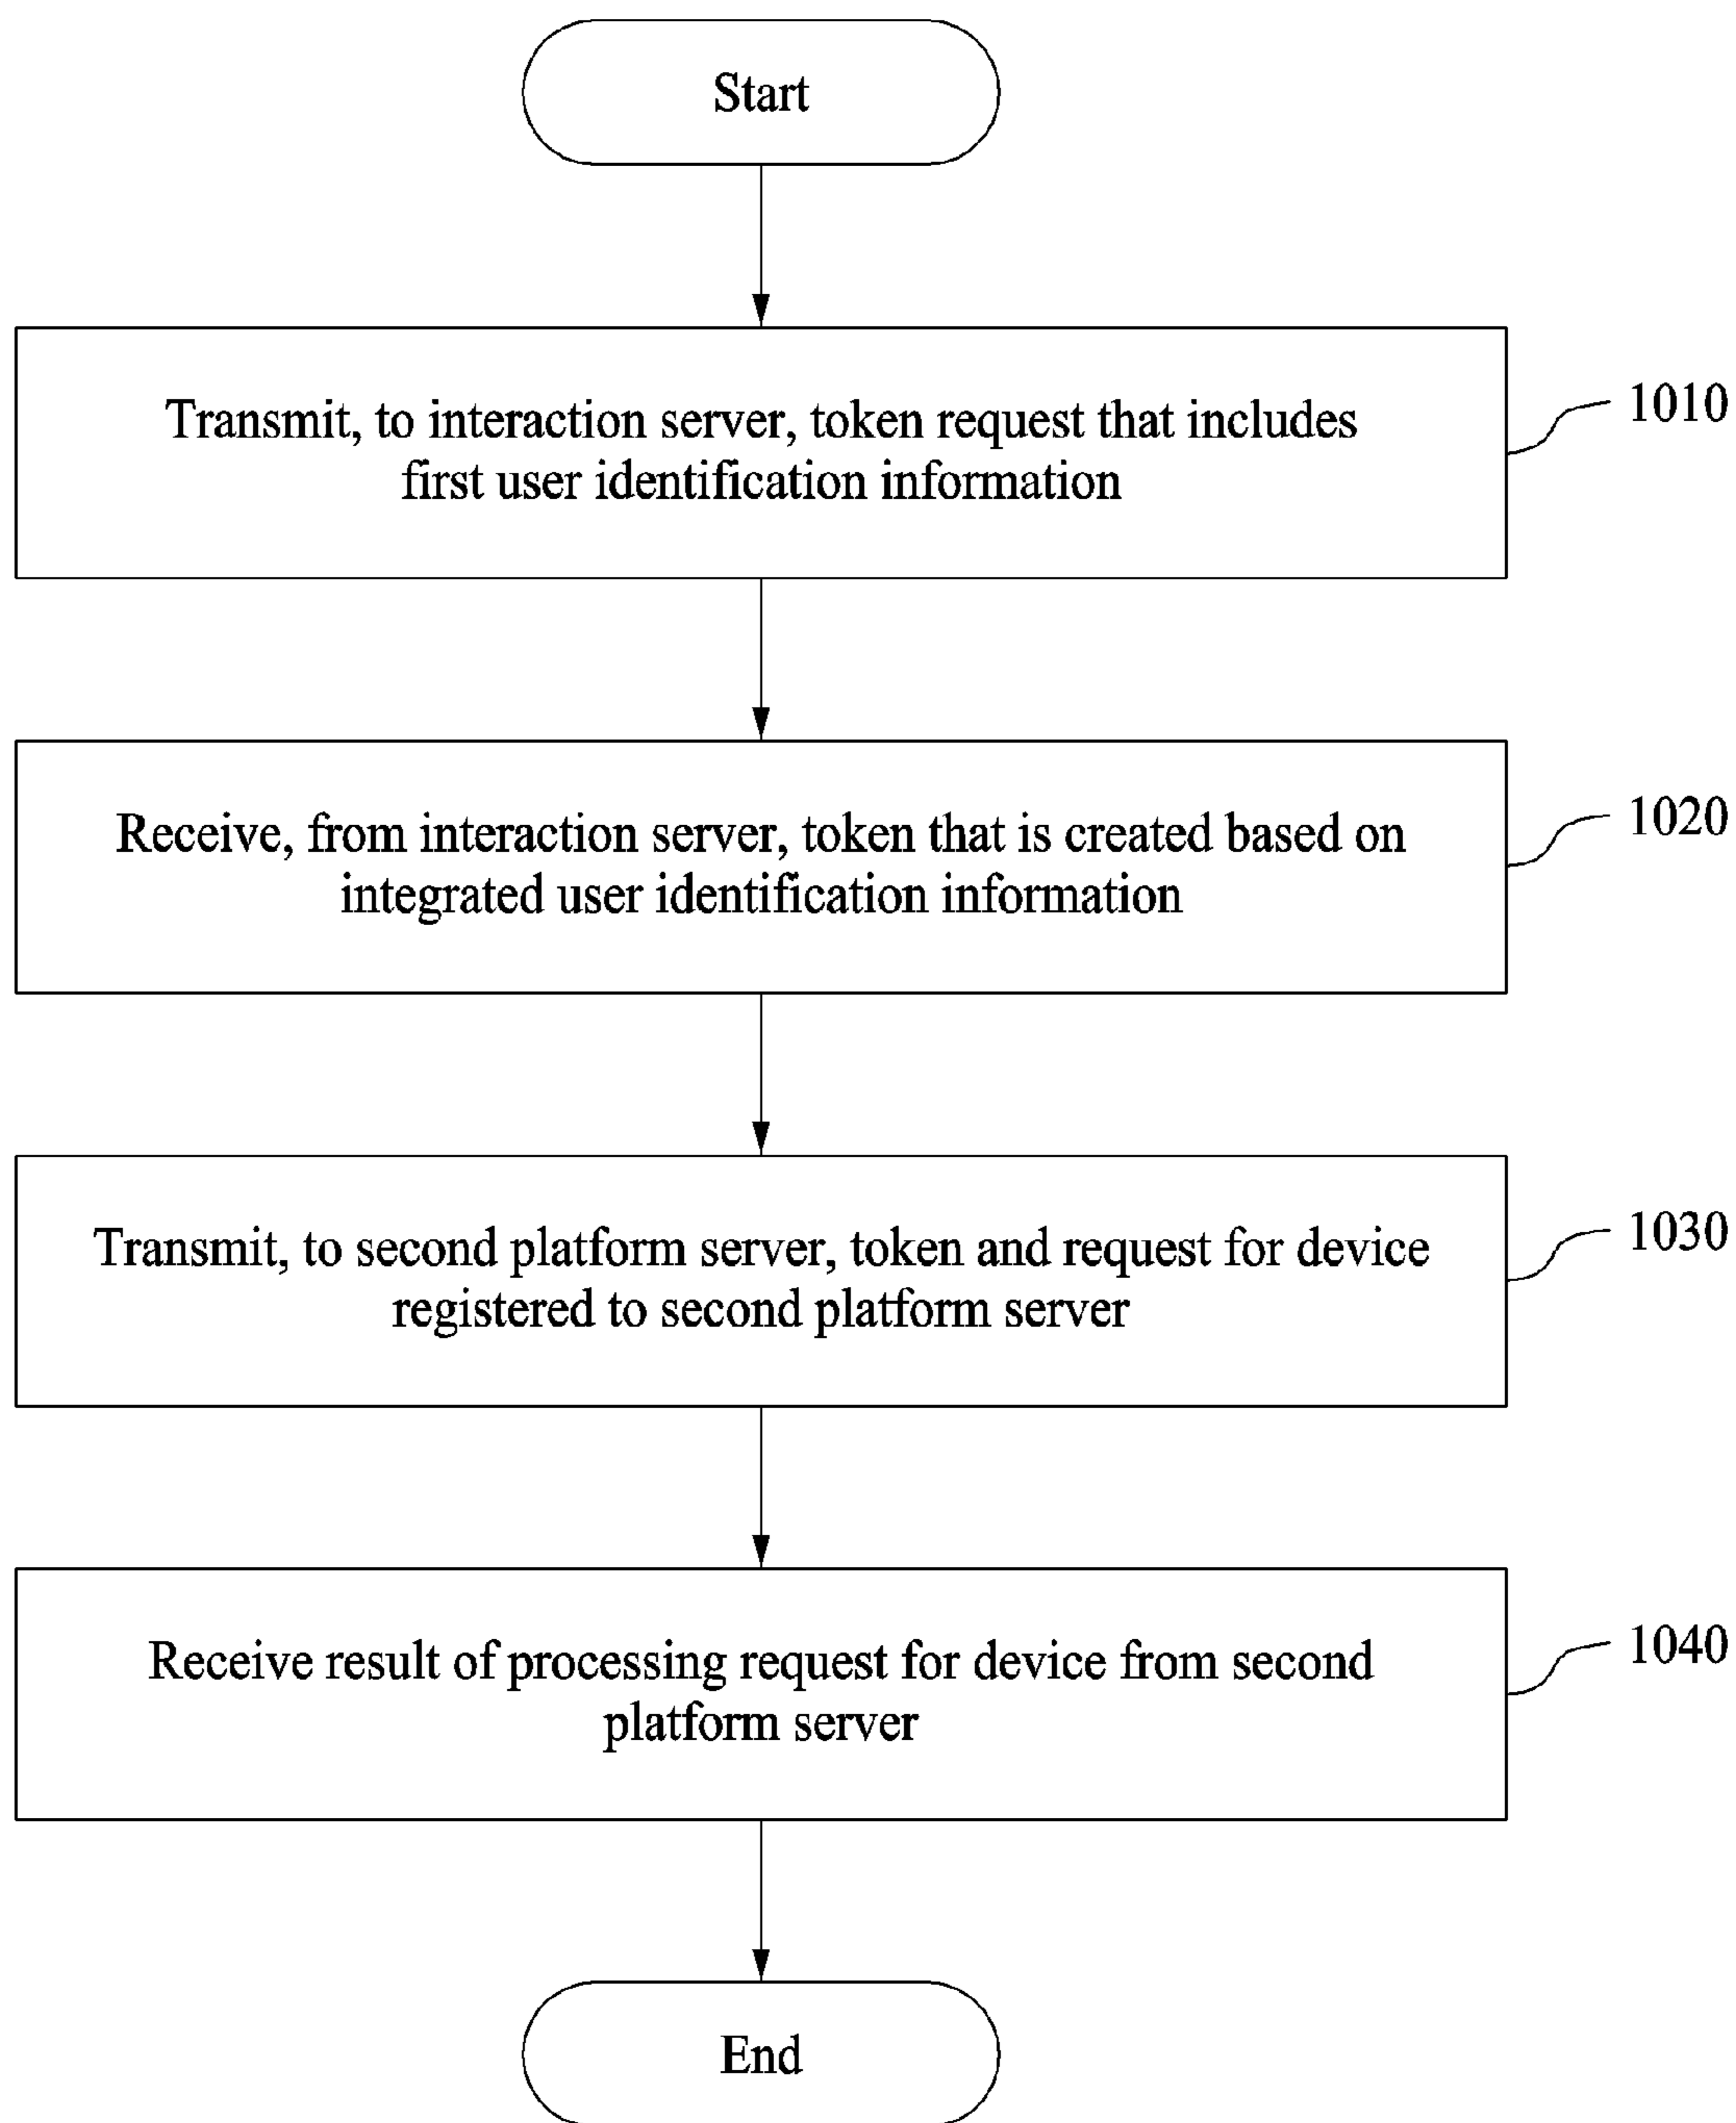 Start
Transmit, to interaction server, token request that includes
first user identification information
1010
Receive, from interaction server, token that is created based on
integrated user identification information
1020
Transmit, to second platform server, token and request for device
registered to second platform server
1030
Receive result of processing request for device from second
platform server
1040
End